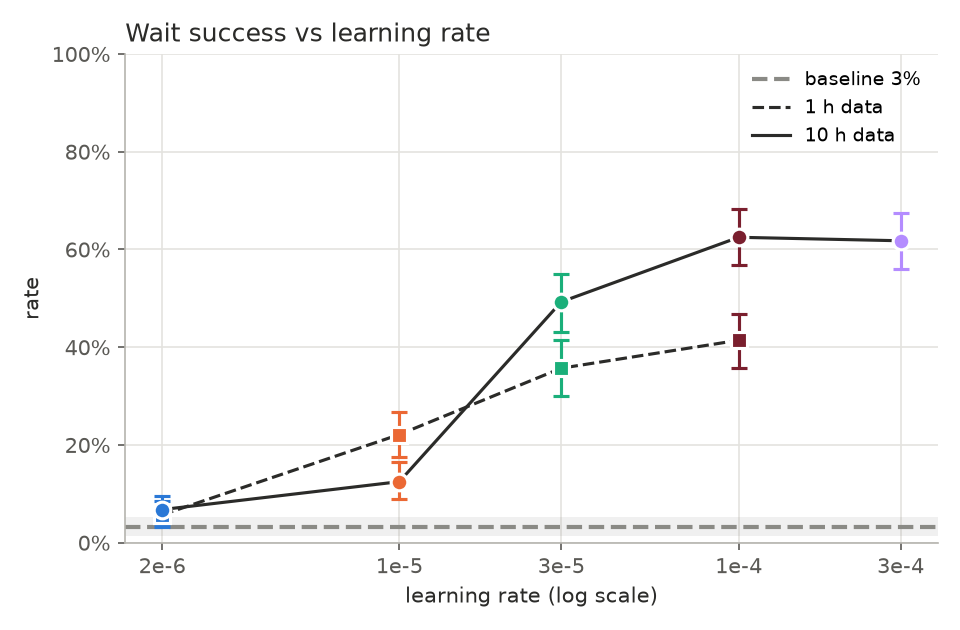 Wait success vs learning rate
100%
80%
60%
40%
20%
0%
rate
baseline 3%
1 h data
10 h data
2e-6
1e-5
3e-5
1e-4
3e-4
learning rate (log scale)